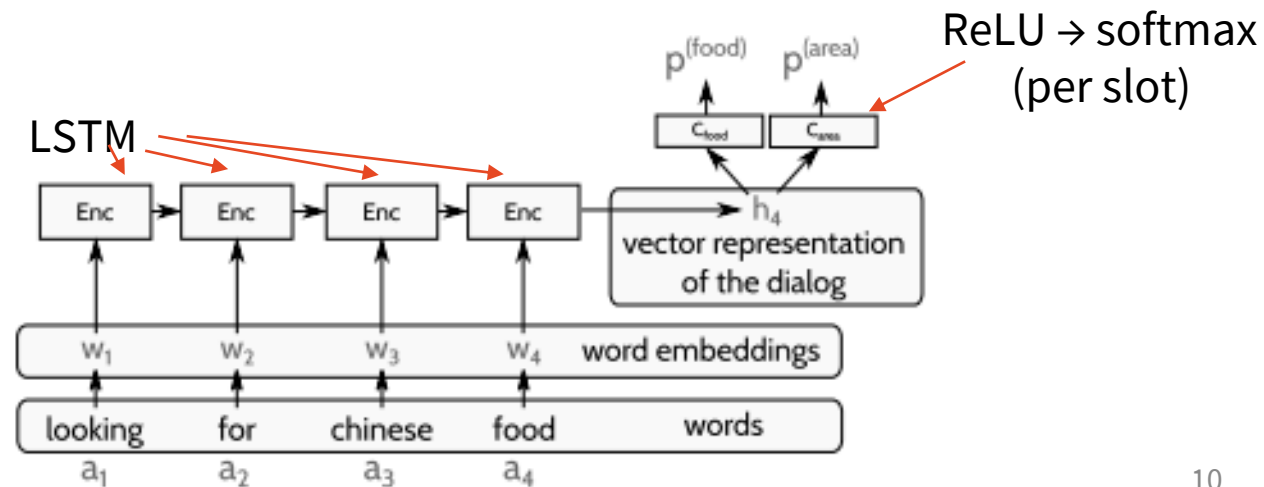 ReLU → softmax
(per slot)
p(food) p(area)
LSTM
C_food C_area
Enc Enc Enc Enc
h₄
vector representation
of the dialog
w₁ w₂ w₃ w₄ word embeddings
looking for chinese food words
a₁ a₂ a₃ a₄
10